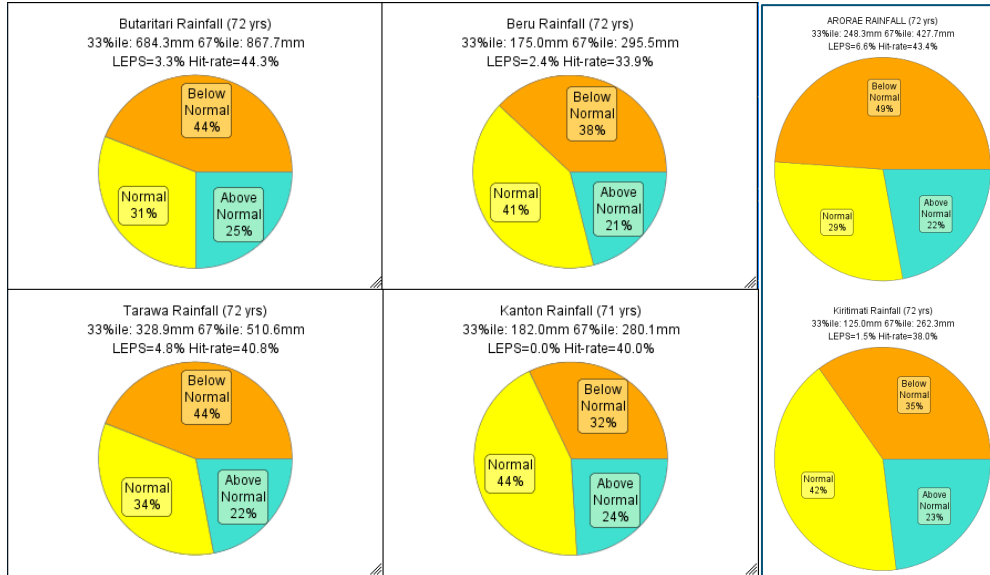 Butaritari Rainfall (72 yrs)
33%ile: 684.3mm 67%ile: 867.7mm
LEPS=3.3% Hit-rate=44.3%
Below
Normal
44%
Normal
31%
Above
Normal
25%
Beru Rainfall (72 yrs)
33%ile: 175.0mm 67%ile: 295.5mm
LEPS=2.4% Hit-rate=33.9%
Below
Normal
38%
Normal
41%
Above
Normal
21%
ARORAE RAINFALL (72 yrs)
33%ile: 248.3mm 67%ile: 427.7mm
LEPS=6.6% Hit-rate=43.4%
Below
Normal
49%
Normal
29%
Above
Normal
22%
Tarawa Rainfall (72 yrs)
33%ile: 328.9mm 67%ile: 510.6mm
LEPS=4.8% Hit-rate=40.8%
Below
Normal
44%
Normal
34%
Above
Normal
22%
Kanton Rainfall (71 yrs)
33%ile: 182.0mm 67%ile: 280.1mm
LEPS=0.0% Hit-rate=40.0%
Below
Normal
32%
Normal
44%
Above
Normal
24%
Kiritimati Rainfall (72 yrs)
33%ile: 125.0mm 67%ile: 262.3mm
LEPS=1.5% Hit-rate=38.0%
Below
Normal
35%
Normal
42%
Above
Normal
23%